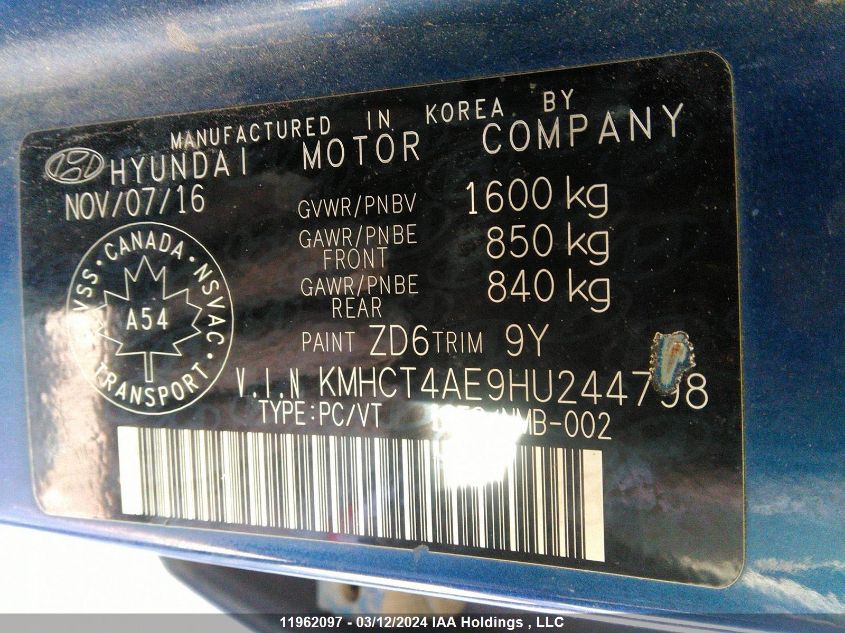 MANUFACTURED IN KOREA BY
HYUNDAI MOTOR COMPANY
NOV/07/16
GVWR/PNBV 1600 kg
GAWR/PNBE FRONT 850 kg
GAWR/PNBE REAR 840 kg
CANADA
NSVAC
TRANSPORT
A54
PAINT ZD6 TRIM 9Y
V.I.N
TYPE:PC/VT
11962097 - 03/12/2024 IAA Holdings , LLC